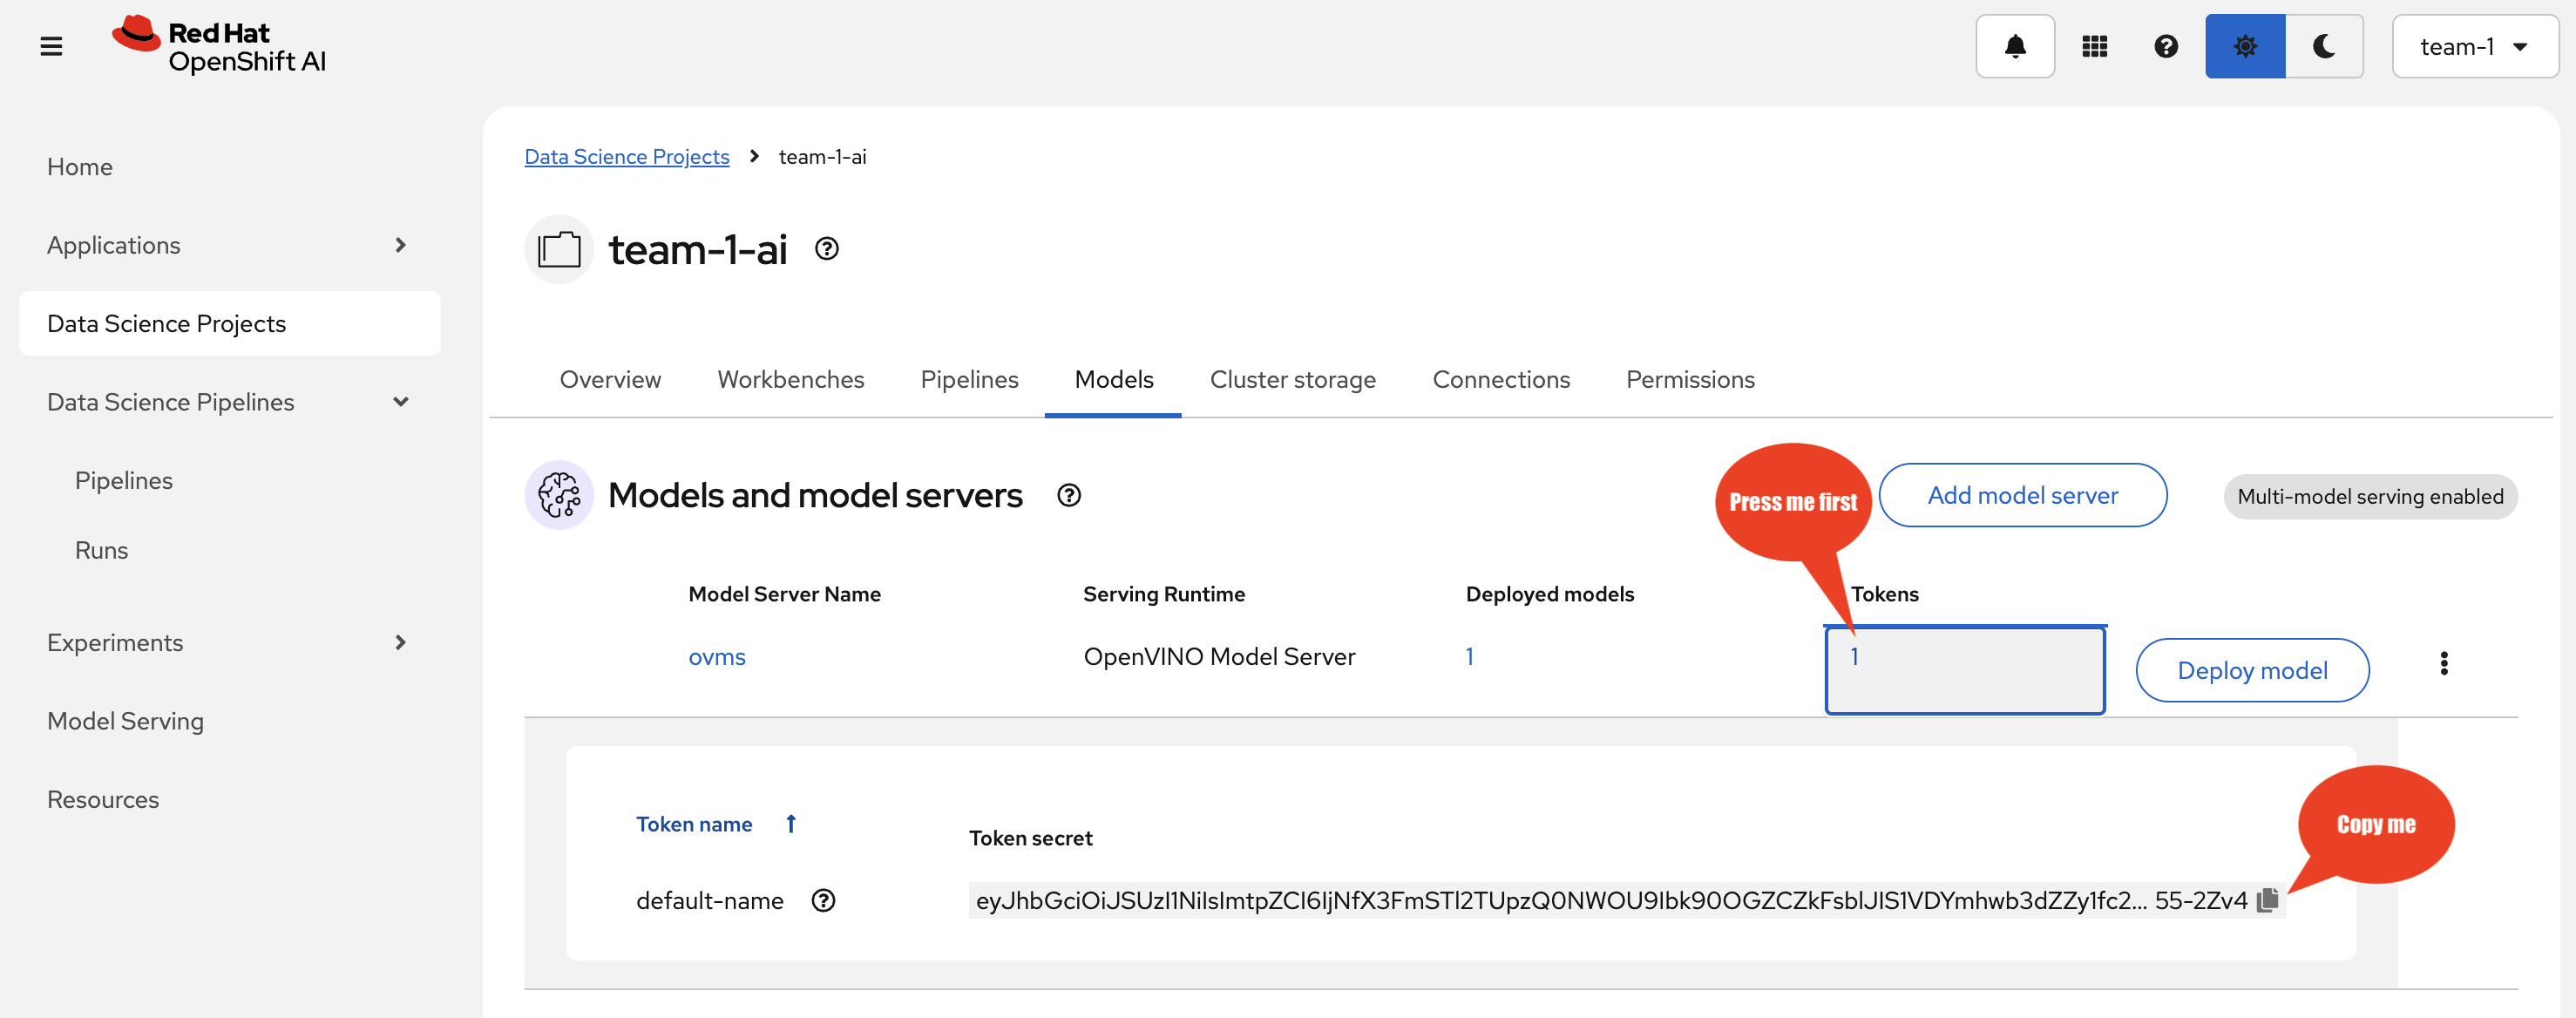 Red Hat
OpenShift AI
team-1
Home
Applications
Data Science Projects
Data Science Pipelines
Pipelines
Runs
Experiments
Model Serving
Resources
Data Science Projects > team-1-ai
team-1-ai
Overview Workbenches Pipelines Models Cluster storage Connections Permissions
Models and model servers
Press me first
Add model server
Multi-model serving enabled
Model Server Name Serving Runtime Deployed models Tokens
ovms OpenVINO Model Server 1 1 Deploy model
Token name
Token secret
Copy me
default-name eyJhbGciOiJSUzI1NiIsImtpZCI6IjNfX3FmSTl2TUpzQ0NWOU9Ibk90OGZCZkFsblJIS1VDYmhwb3dZZy1fc2... 55-2Zv4